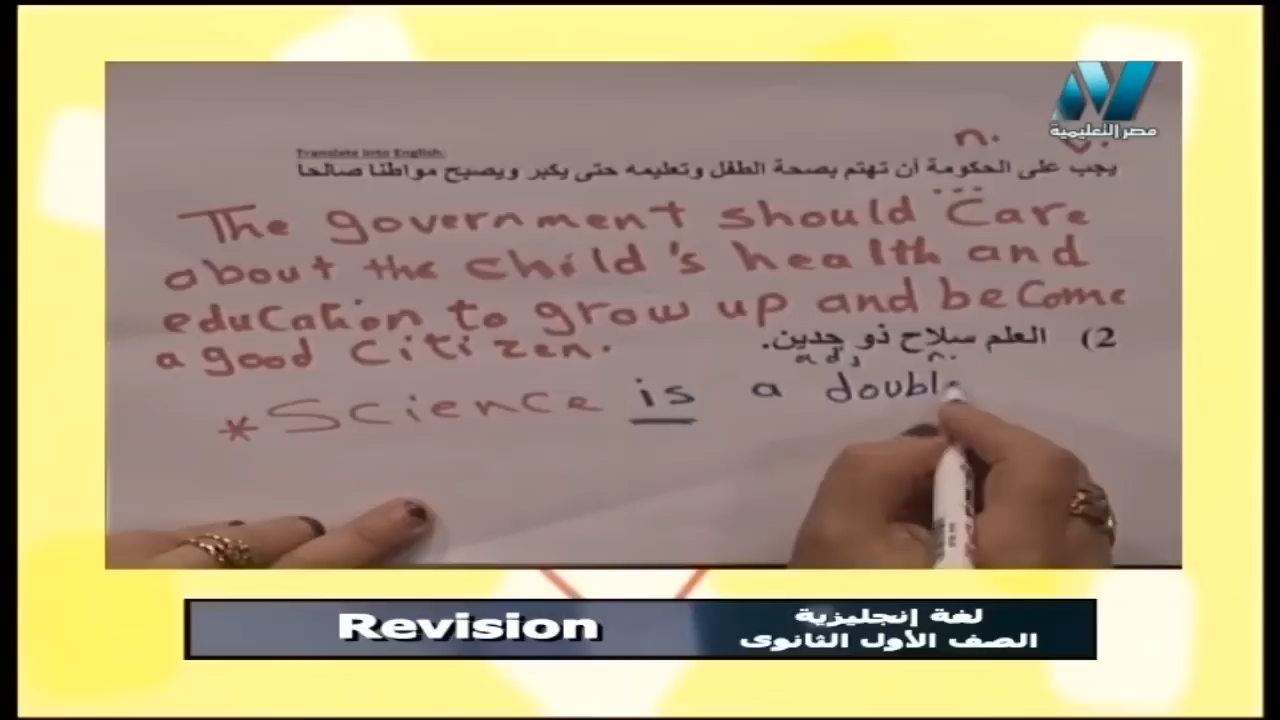 مصر التعليمية
n. v.
Translate into English:
يجب على الحكومة أن تهتم بصحة الطفل وتعليمه حتى يكبر ويصبح مواطنا صالحا
The government should Care
about the child's health and
education to grow up and beCome
a good citizen.
2) العلم سلاح ذو حدين.
adj n.
*Science is a double
Revision
لغة إنجليزية
الصف الأول الثانوى